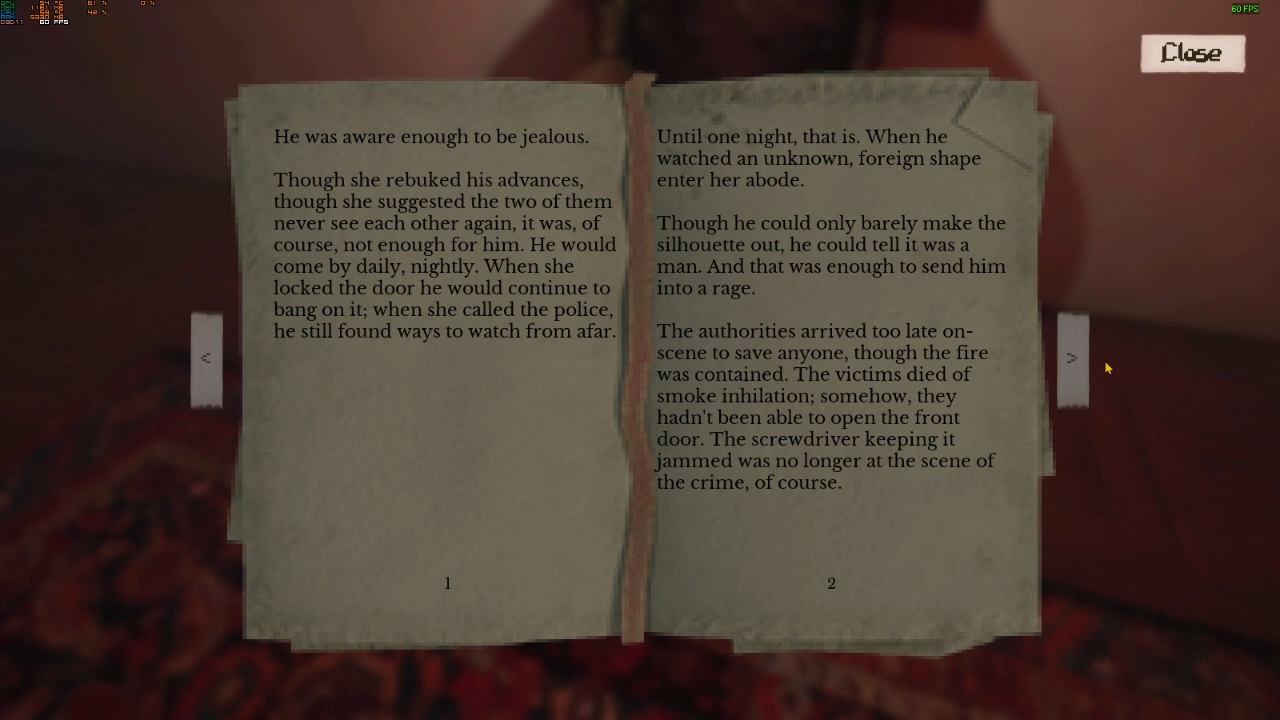 60 FPS
60 FPS
Close
He was aware enough to be jealous.
Though she rebuked his advances,
though she suggested the two of them
never see each other again, it was, of
course, not enough for him. He would
come by daily, nightly. When she
locked the door he would continue to
bang on it; when she called the police,
he still found ways to watch from afar.
1
Until one night, that is. When he
watched an unknown, foreign shape
enter her abode.
Though he could only barely make the
silhouette out, he could tell it was a
man. And that was enough to send him
into a rage.
The authorities arrived too late on-
scene to save anyone, though the fire
was contained. The victims died of
smoke inhilation; somehow, they
hadn't been able to open the front
door. The screwdriver keeping it
jammed was no longer at the scene of
the crime, of course.
2
<
>